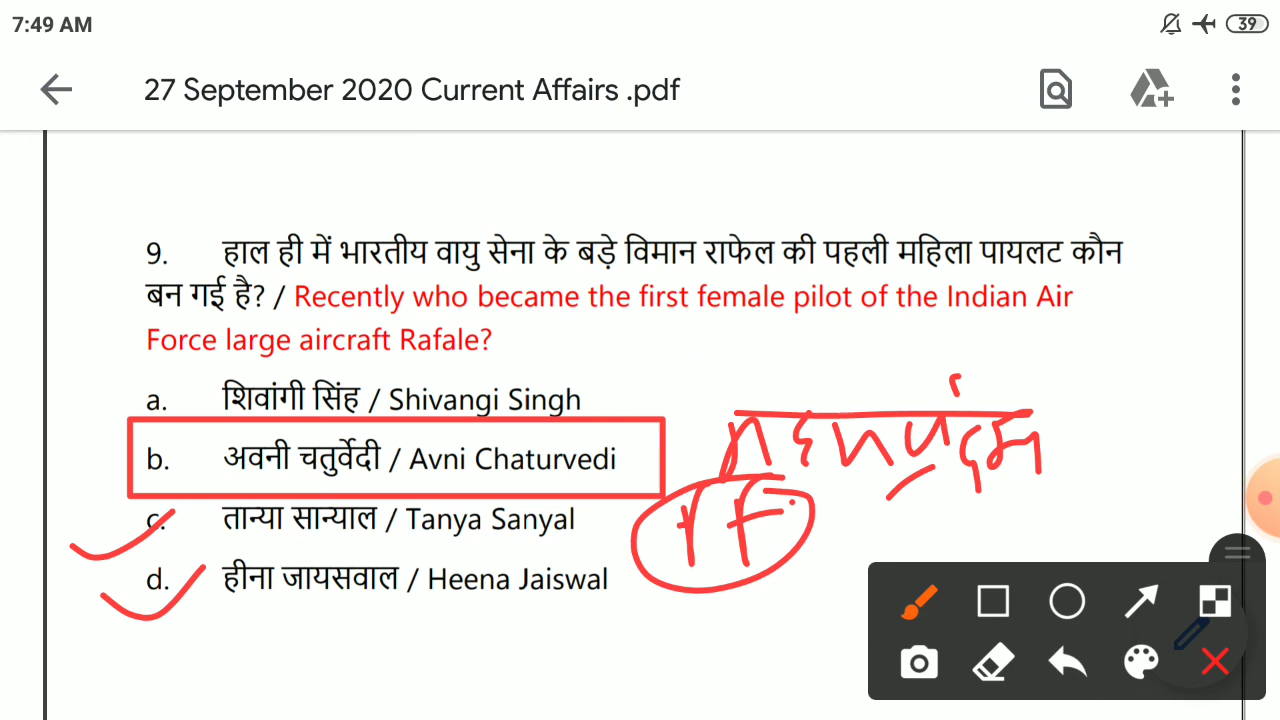 7:49 AM
39
27 September 2020 Current Affairs .pdf
9. हाल ही में भारतीय वायु सेना के बड़े विमान राफेल की पहली महिला पायलट कौन
बन गई है? / Recently who became the first female pilot of the Indian Air
Force large aircraft Rafale?
a. शिवांगी सिंह / Shivangi Singh
b. अवनी चतुर्वेदी / Avni Chaturvedi
c. तान्या सान्याल / Tanya Sanyal
d. हीना जायसवाल / Heena Jaiswal